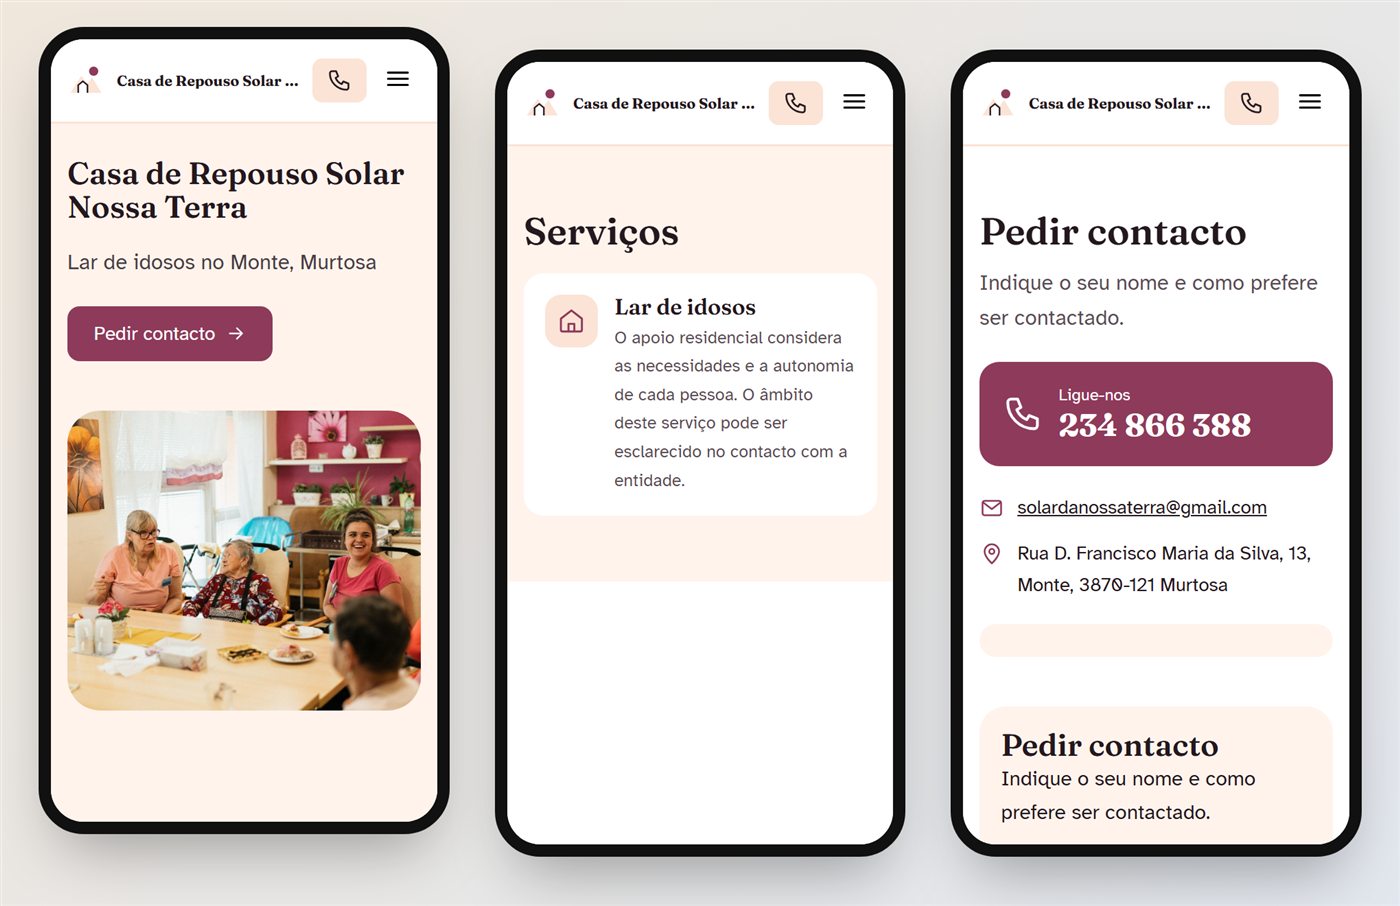 Casa de Repouso Solar ...
Casa de Repouso Solar
Nossa Terra
Lar de idosos no Monte, Murtosa
Pedir contacto
Casa de Repouso Solar ...
Serviços
Lar de idosos
O apoio residencial considera
as necessidades e a autonomia
de cada pessoa. O âmbito
deste serviço pode ser
esclarecido no contacto com a
entidade.
Casa de Repouso Solar ...
Pedir contacto
Indique o seu nome e como prefere
ser contactado.
Ligue-nos
234 866 388
solardanossaterra@gmail.com
Rua D. Francisco Maria da Silva, 13,
Monte, 3870-121 Murtosa
Pedir contacto
Indique o seu nome e como
prefere ser contactado.